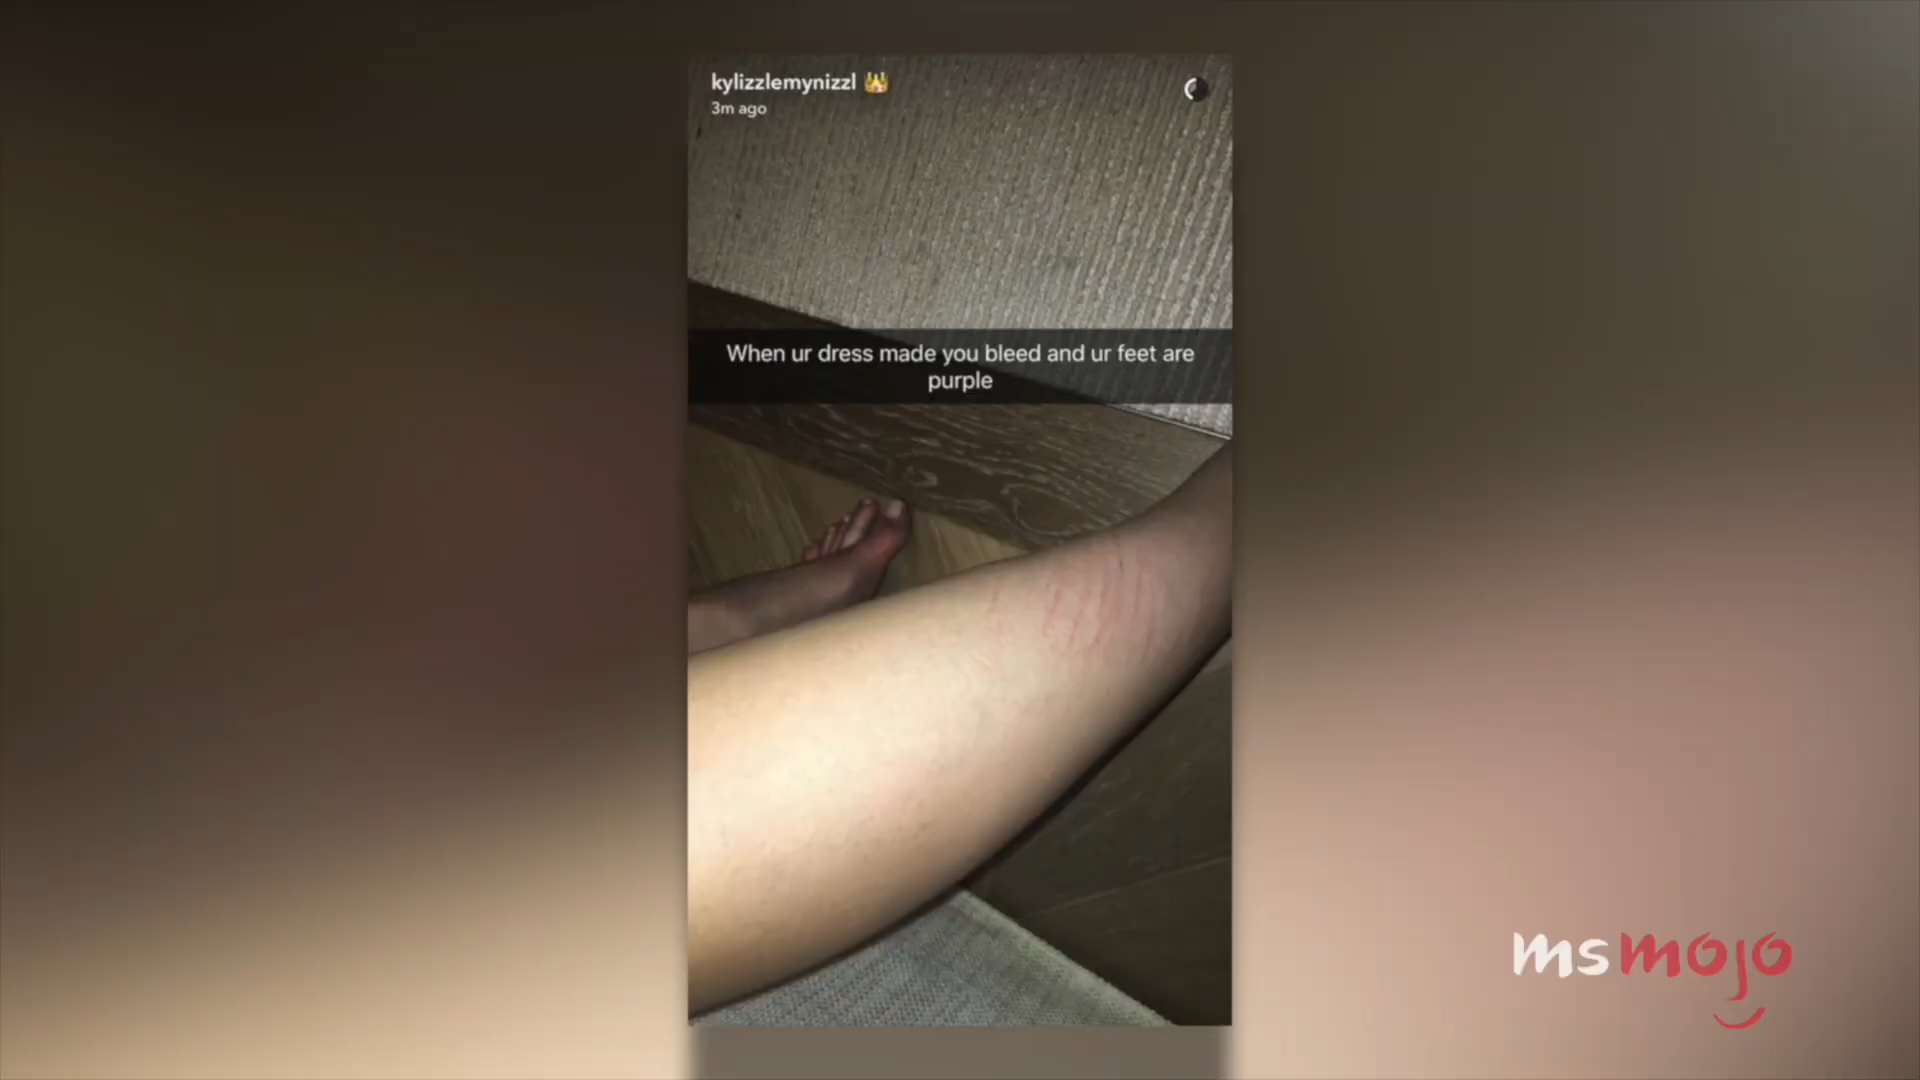 kylizzlemynizzl 👑
3m ago
When ur dress made you bleed and ur feet are
purple
msmojo